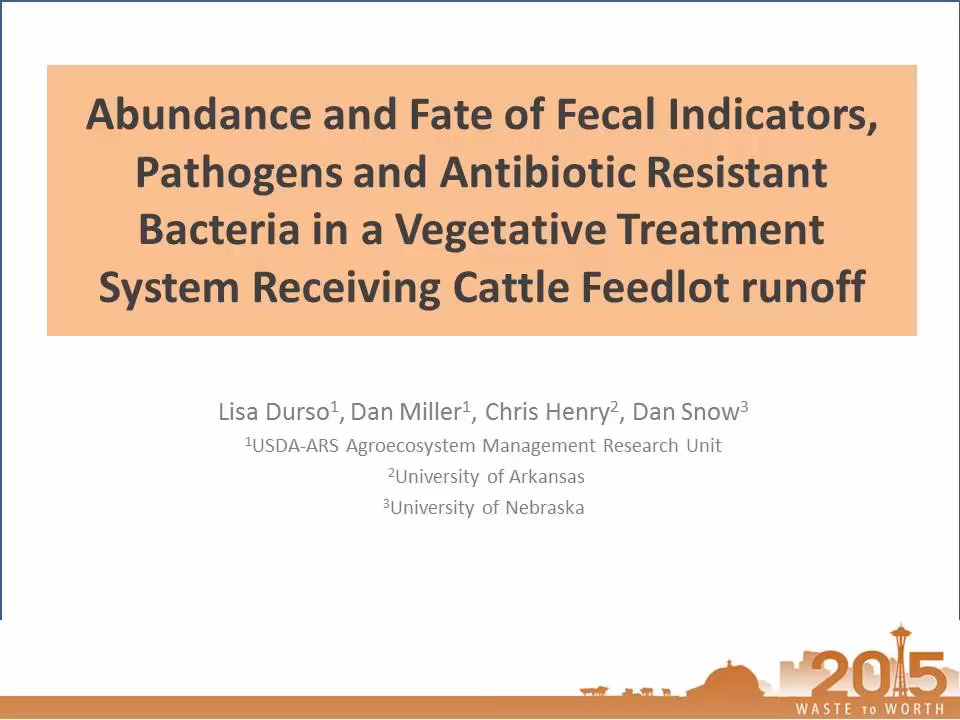 Abundance and Fate of Fecal Indicators,
Pathogens and Antibiotic Resistant
Bacteria in a Vegetative Treatment
System Receiving Cattle Feedlot runoff
Lisa Durso¹, Dan Miller¹, Chris Henry², Dan Snow³
¹USDA-ARS Agroecosystem Management Research Unit
²University of Arkansas
³University of Nebraska
2015
WASTE TO WORTH